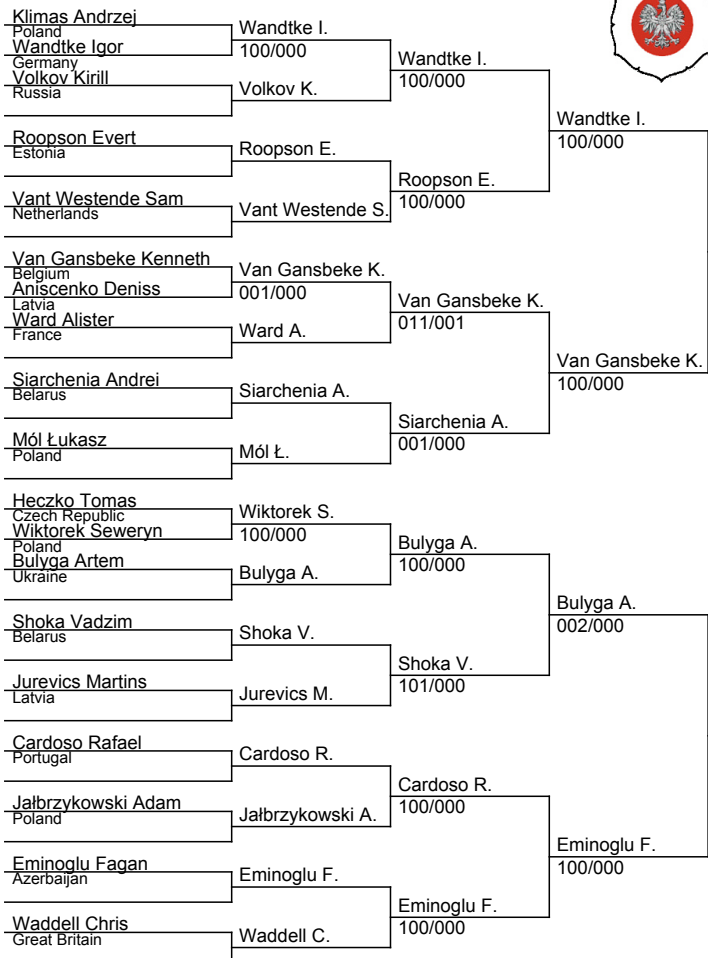 Klimas Andrzej
Poland
Wandtke Igor
Germany
Volkov Kirill
Russia
Roopson Evert
Estonia
Vant Westende Sam
Netherlands
Van Gansbeke Kenneth
Belgium
Aniscenko Deniss
Latvia
Ward Alister
France
Siarchenia Andrei
Belarus
Mól Łukasz
Poland
Heczko Tomas
Czech Republic
Wiktorek Seweryn
Poland
Bulyga Artem
Ukraine
Shoka Vadzim
Belarus
Jurevics Martins
Latvia
Cardoso Rafael
Portugal
Jałbrzykowski Adam
Poland
Eminoglu Fagan
Azerbaijan
Waddell Chris
Great Britain
Wandtke I.
100/000
Volkov K.
Roopson E.
Vant Westende S.
Van Gansbeke K.
001/000
Ward A.
Siarchenia A.
Mól Ł.
Wiktorek S.
100/000
Bulyga A.
Shoka V.
Jurevics M.
Cardoso R.
Jałbrzykowski A.
Eminoglu F.
Waddell C.
Wandtke I.
100/000
Roopson E.
100/000
Van Gansbeke K.
011/001
Siarchenia A.
001/000
Bulyga A.
100/000
Shoka V.
101/000
Cardoso R.
100/000
Eminoglu F.
100/000
Wandtke I.
100/000
Van Gansbeke K.
100/000
Bulyga A.
002/000
Eminoglu F.
100/000